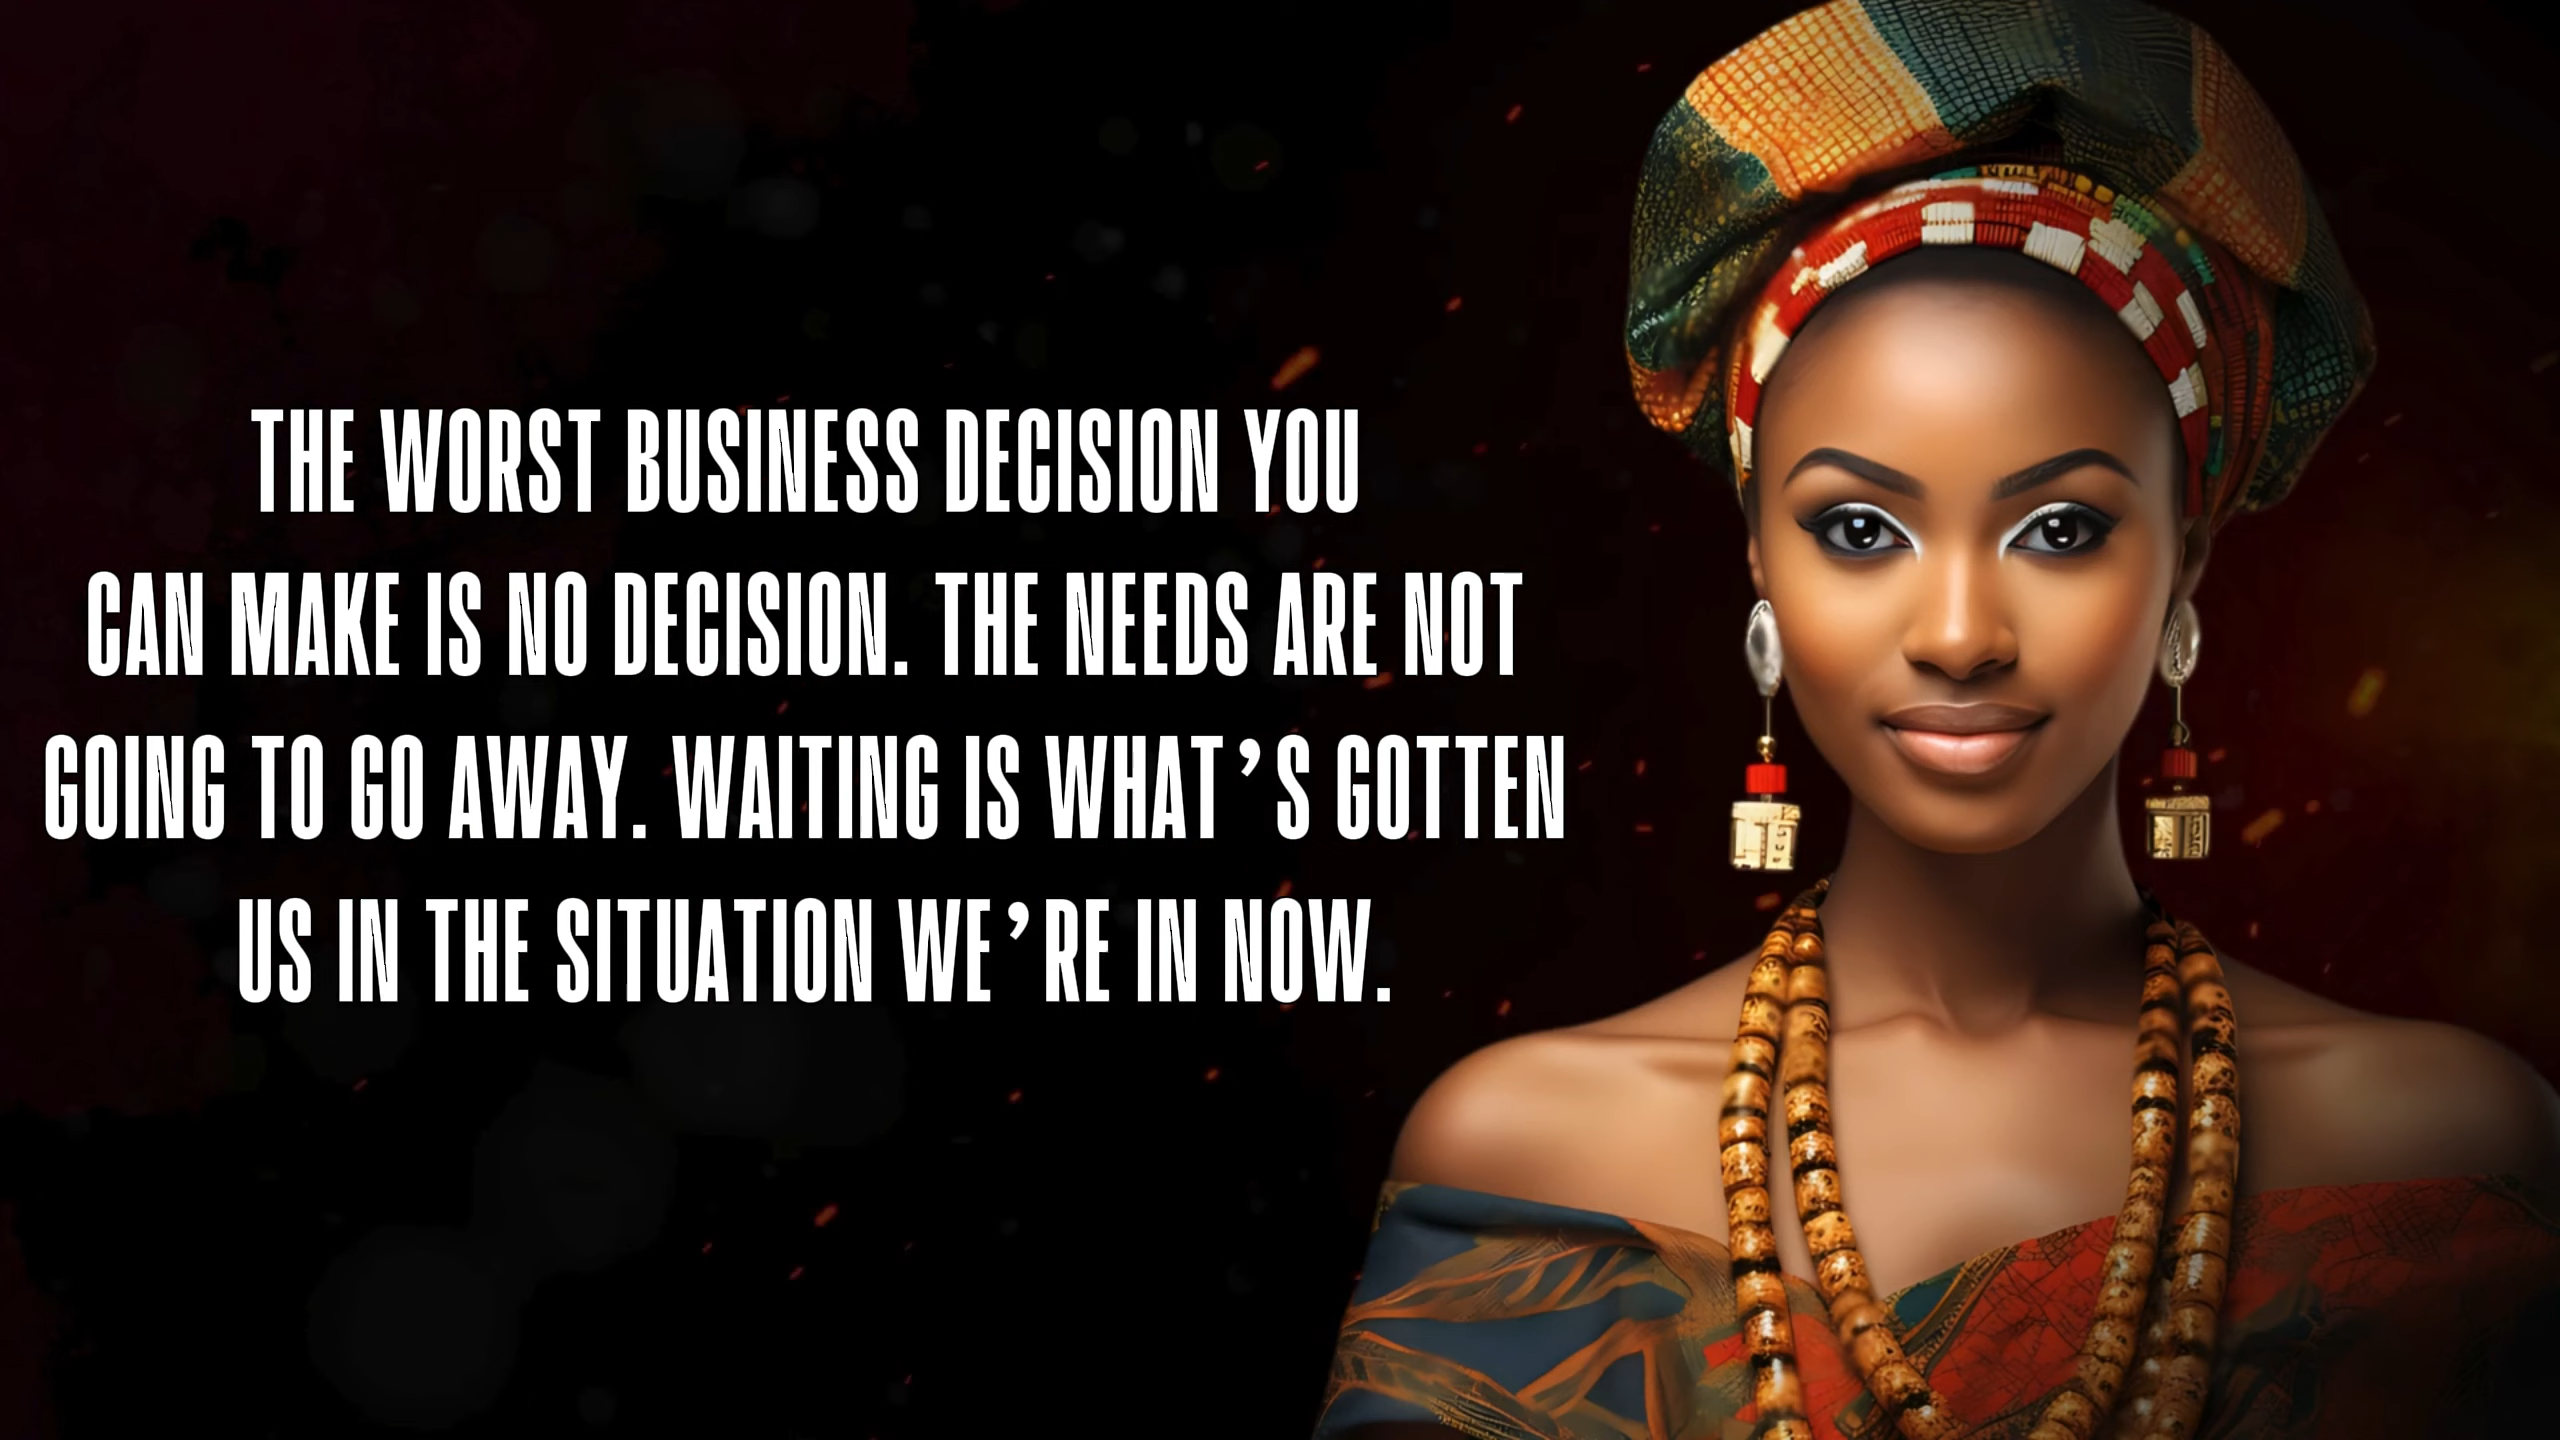 THE WORST BUSINESS DECISION YOU
CAN MAKE IS NO DECISION. THE NEEDS ARE NOT
GOING TO GO AWAY. WAITING IS WHAT’S GOTTEN
US IN THE SITUATION WE’RE IN NOW.